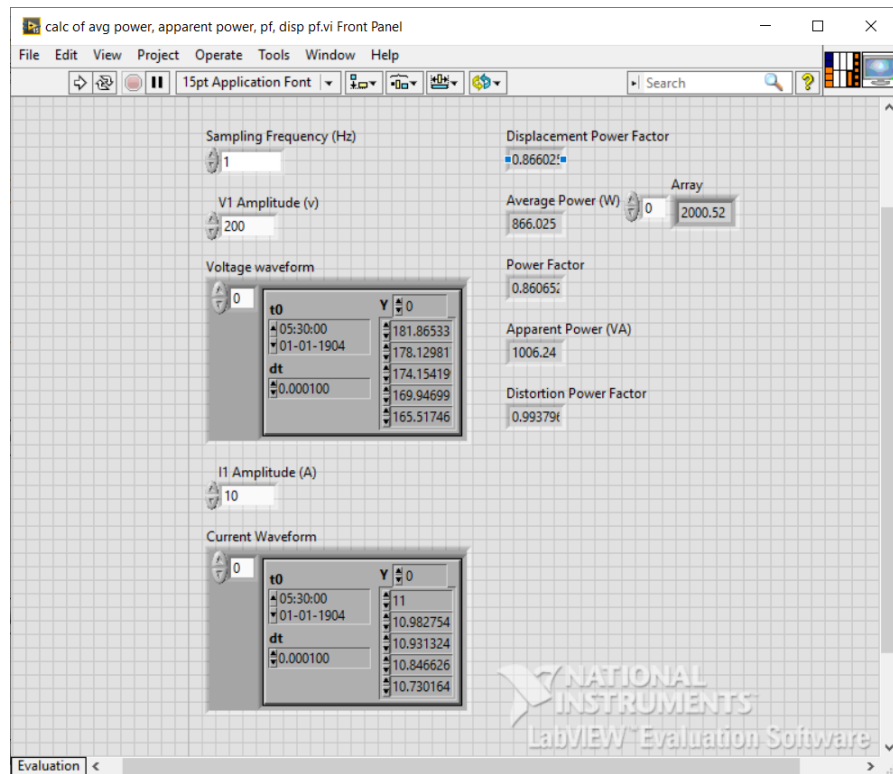 calc of avg power, apparent power, pf, disp pf.vi Front Panel
File Edit View Project Operate Tools Window Help
15pt Application Font
Search
Sampling Frequency (Hz)
1
V1 Amplitude (v)
200
Voltage waveform
0
t0
05:30:00
01-01-1904
dt
0.000100
Y 0
181.86533
178.12981
174.15419
169.94699
165.51746
I1 Amplitude (A)
10
Current Waveform
0
t0
05:30:00
01-01-1904
dt
0.000100
Y 0
11
10.982754
10.931324
10.846626
10.730164
Displacement Power Factor
0.86602
Average Power (W)
866.025
Array
0
2000.52
Power Factor
0.86065
Apparent Power (VA)
1006.24
Distortion Power Factor
0.99379
NATIONAL
INSTRUMENTS
LabVIEW™ Evaluation Software
Evaluation